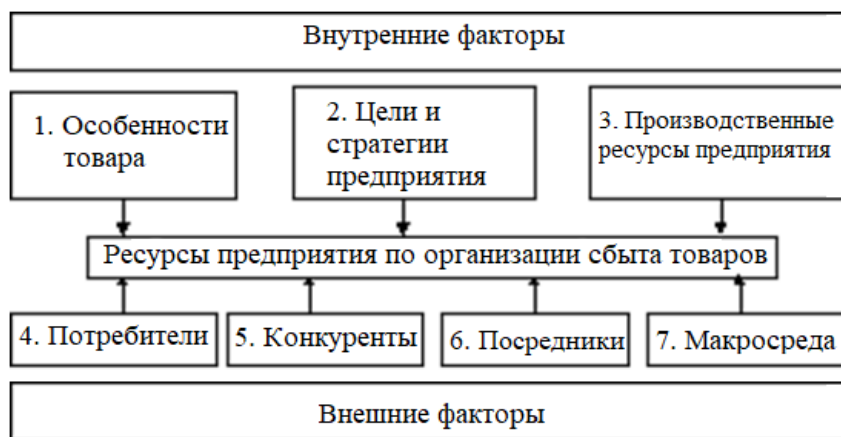 Внутренние факторы
1. Особенности
товара
2. Цели и
стратегии
предприятия
3. Производственные
ресурсы предприятия
Ресурсы предприятия по организации сбыта товаров
4. Потребители
5. Конкуренты
6. Посредники
7. Макросреда
Внешние факторы